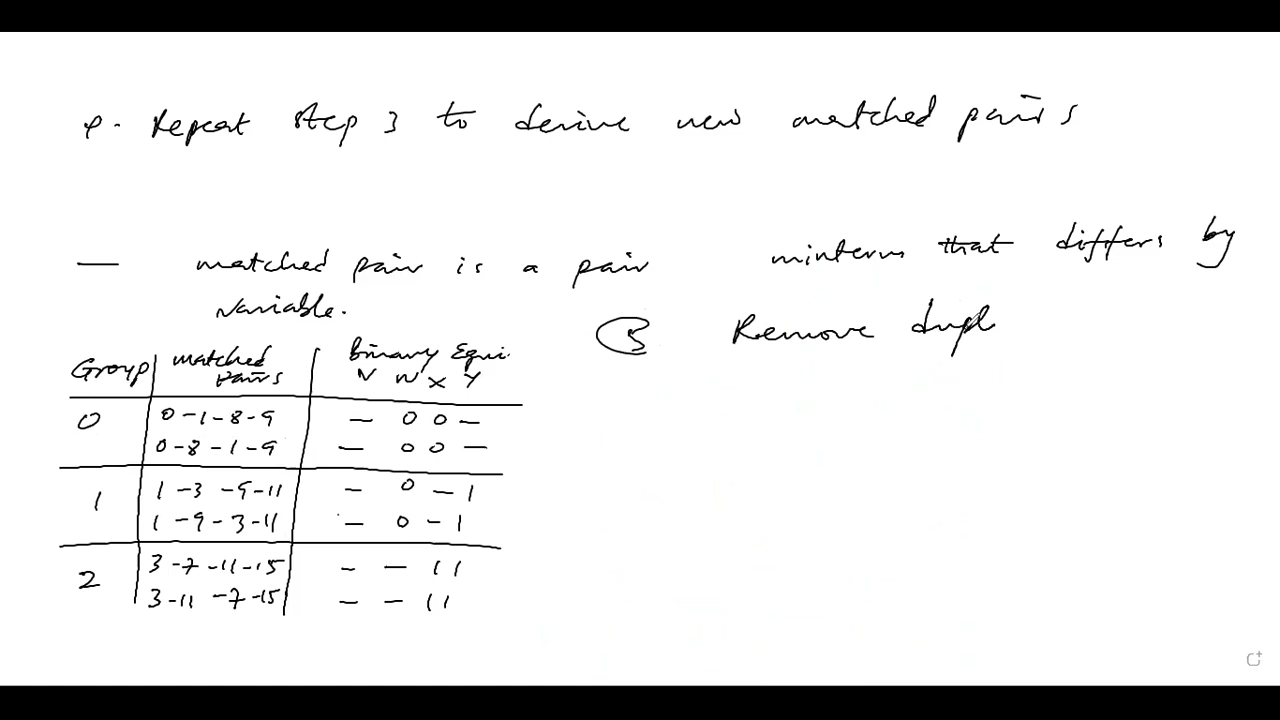 4. Repeat step 3 to derive new matched pairs
— matched pair is a pair minterms that differs by
variable.
5 Remove dupl
Group | matched pairs | Binary Equi.
V W X Y
0 | 0-1-8-9 | — 0 0 —
0-8-1-9 | — 0 0 —
1 | 1-3-9-11 | — 0 — 1
1-9-3-11 | — 0 — 1
2 | 3-7-11-15 | — — 1 1
3-11-7-15 | — — 1 1